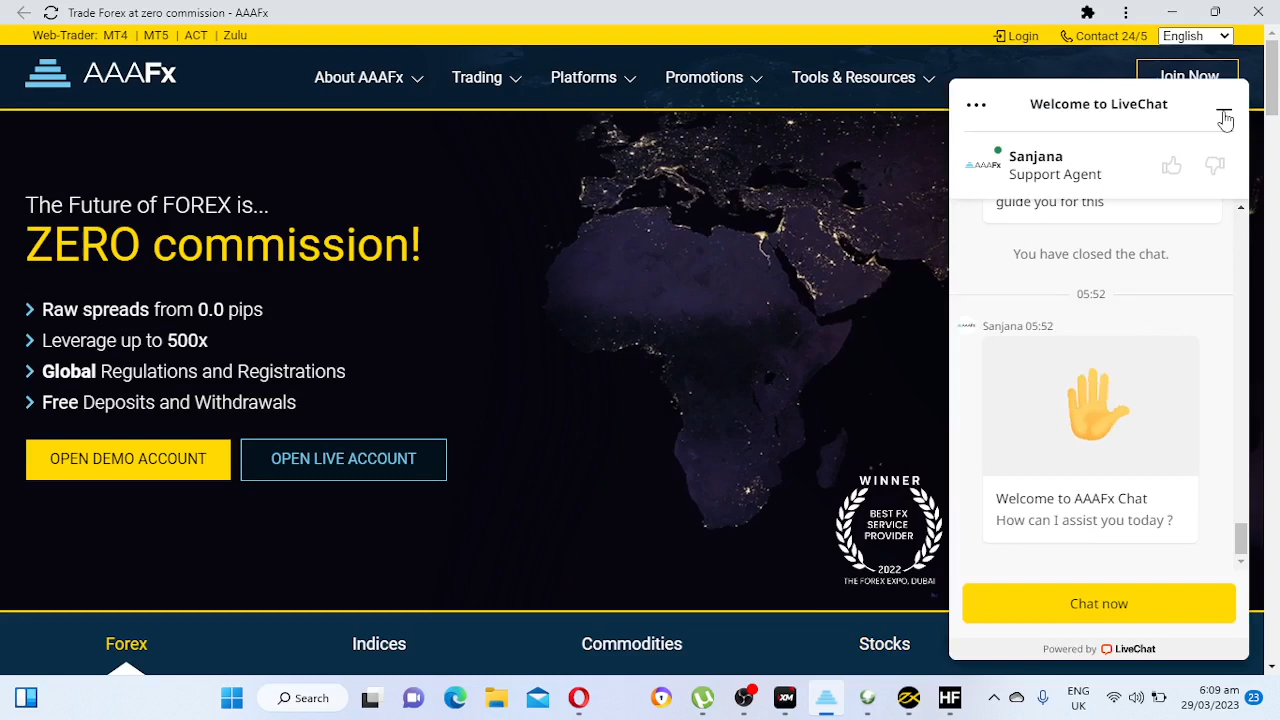 Trade Forex at zero commission - AAAFx
Web-Trader: MT4 | MT5 | ACT | Zulu
Login Contact 24/5 English
AAAFx About AAAFx Trading Platforms Promotions Tools & Resources Join Now
The Future of FOREX is...
ZERO commission!
Raw spreads from 0.0 pips
Leverage up to 500x
Global Regulations and Registrations
Free Deposits and Withdrawals
OPEN DEMO ACCOUNT OPEN LIVE ACCOUNT
WINNER
BEST FX
SERVICE
PROVIDER
2022
THE FOREX EXPO, DUBAI
Forex Indices Commodities Stocks
Welcome to LiveChat
AAAFx
Sanjana
Support Agent
guide you for this
You have closed the chat.
05:52
Sanjana 05:52
Welcome to AAAFx Chat
How can I assist you today ?
Chat now
Powered by LiveChat
Search
XM
HF
ENG
UK
6:09 am
29/03/2023
23